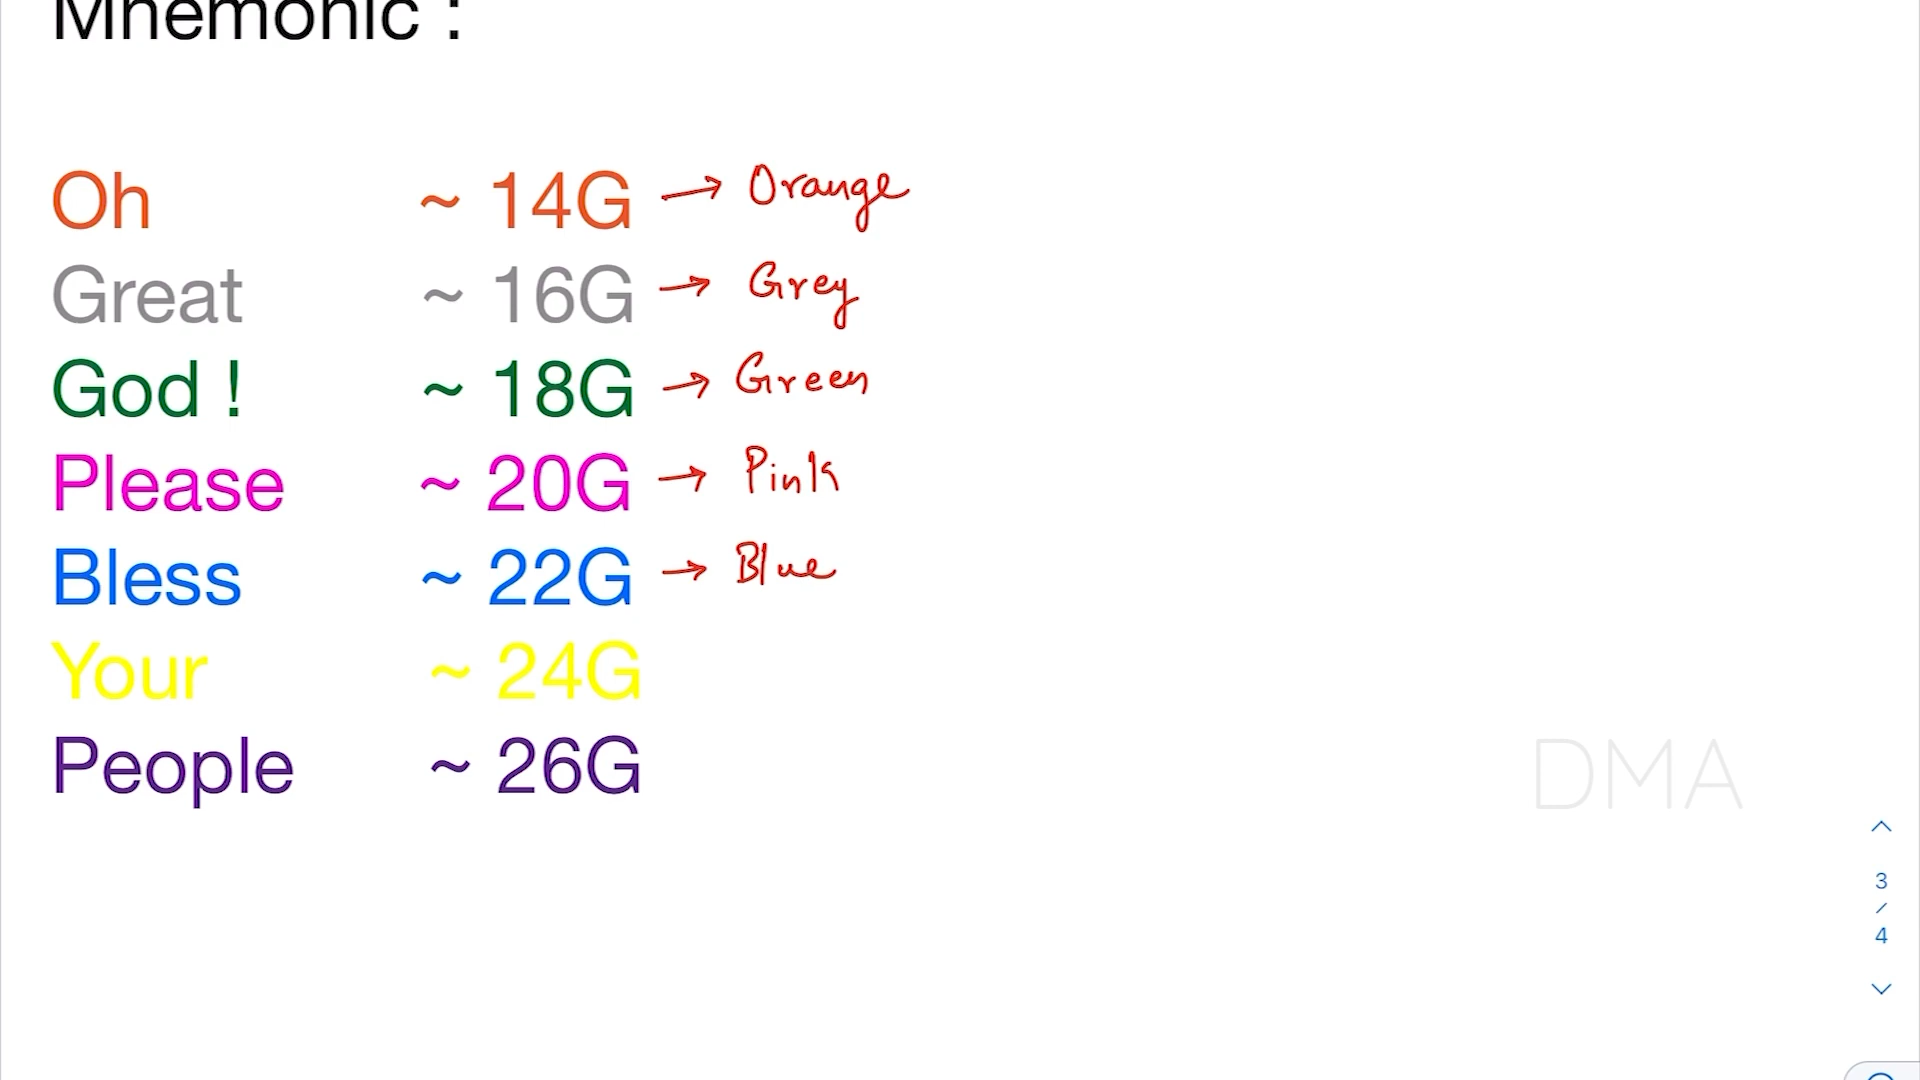 Mnemonic :
Oh ~ 14G → Orange
Great ~ 16G → Grey
God ! ~ 18G → Green
Please ~ 20G → Pink
Bless ~ 22G → Blue
Your ~ 24G
People ~ 26G
DMA
3
/
4